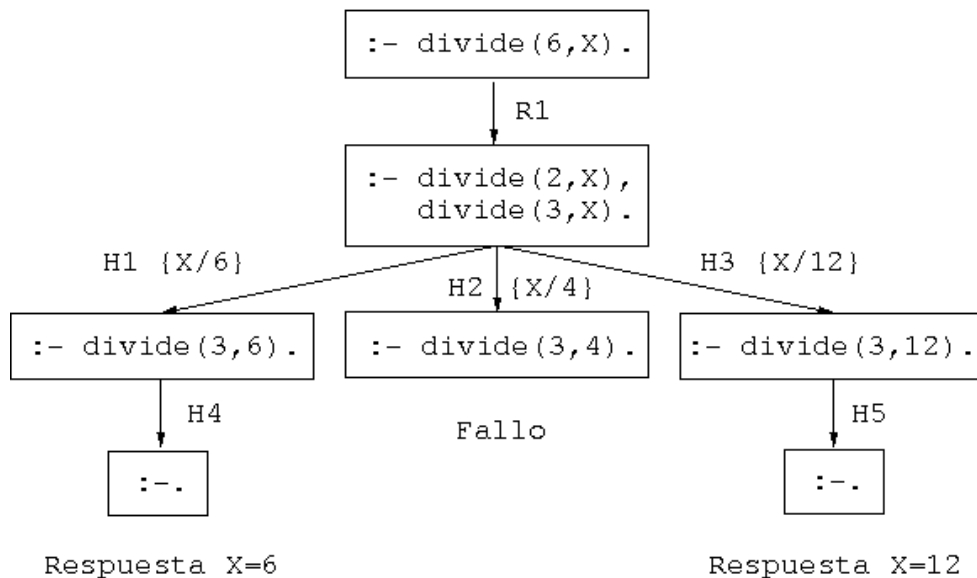 :- divide(6,X).
R1
:- divide(2,X),
divide(3,X).
H1 {X/6}
H2 {X/4}
H3 {X/12}
:- divide(3,6).
:- divide(3,4).
:- divide(3,12).
H4
Fallo
H5
:-.
:-.
Respuesta X=6
Respuesta X=12